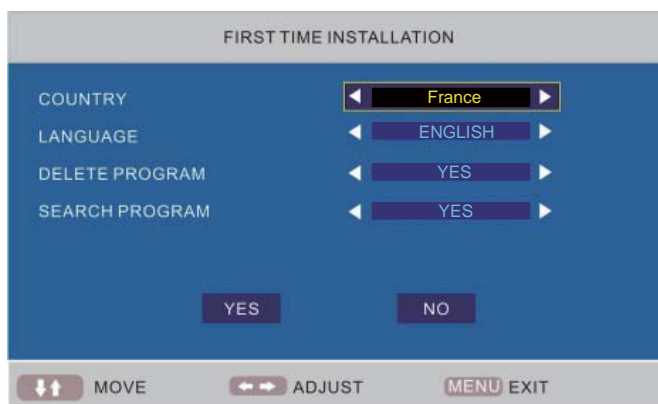 FIRST TIME INSTALLATION
COUNTRY France
LANGUAGE ENGLISH
DELETE PROGRAM YES
SEARCH PROGRAM YES
YES NO
MOVE ADJUST MENU EXIT